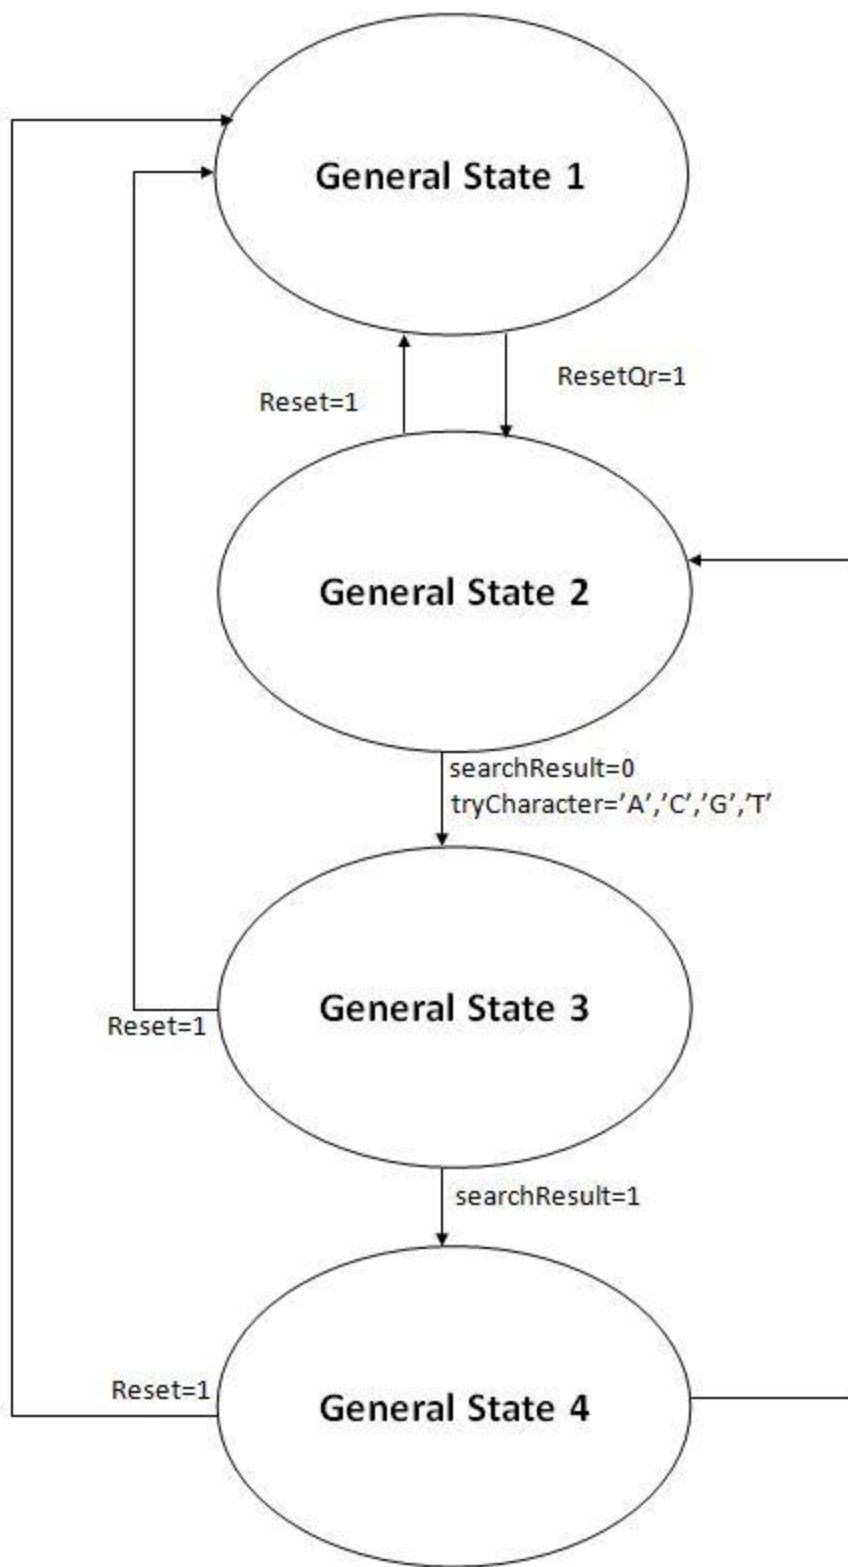 General State 1
Reset=1
ResetQr=1
General State 2
searchResult=0
tryCharacter=’A’,’C’,’G’,’T’
General State 3
Reset=1
searchResult=1
Reset=1
General State 4